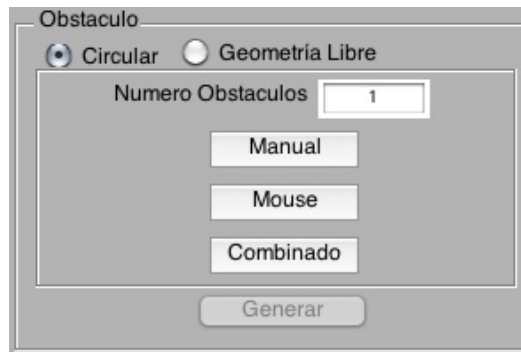 Obstaculo
Circular Geometría Libre
Numero Obstaculos 1
Manual
Mouse
Combinado
Generar